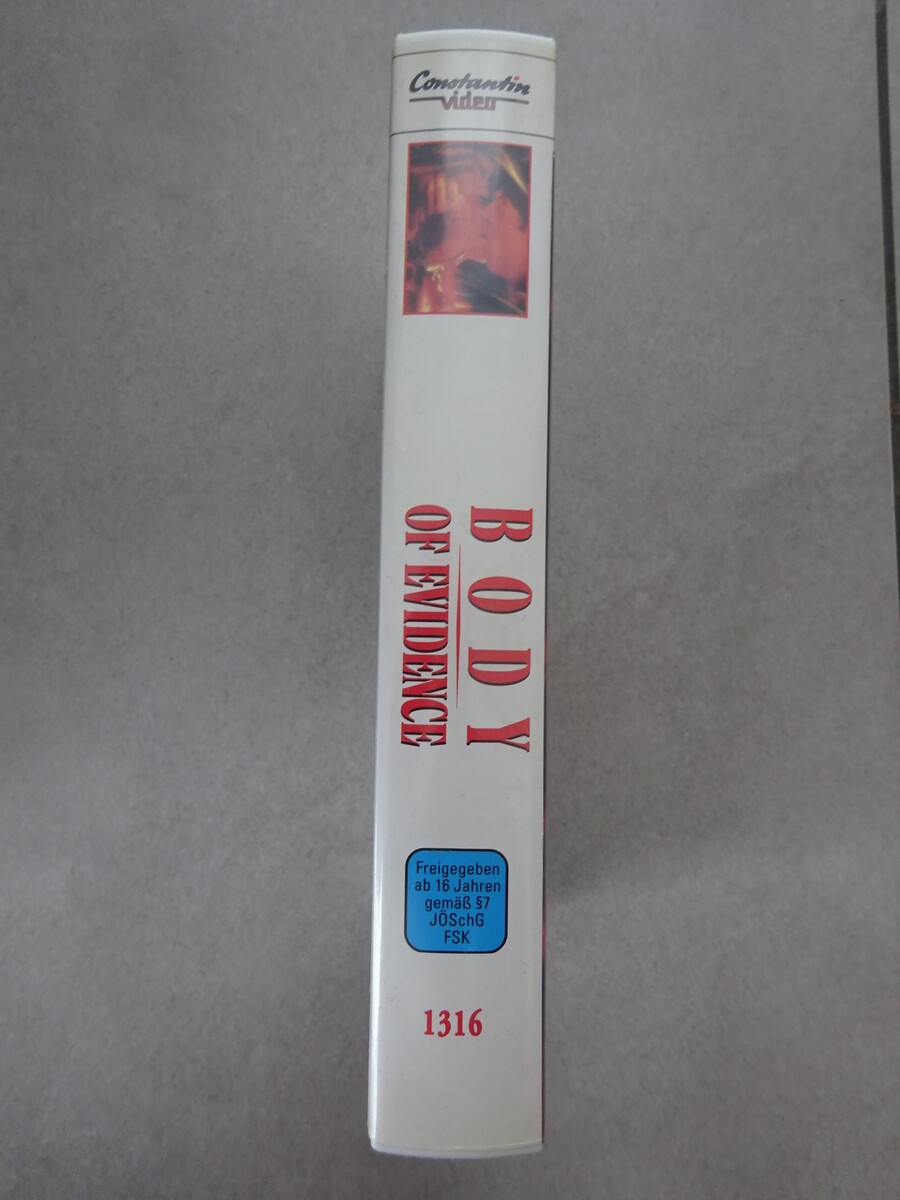 Constantin
video
BODY
OF EVIDENCE
Freigegeben
ab 16 Jahren
gemäß §7
JÖSchG
FSK
1316